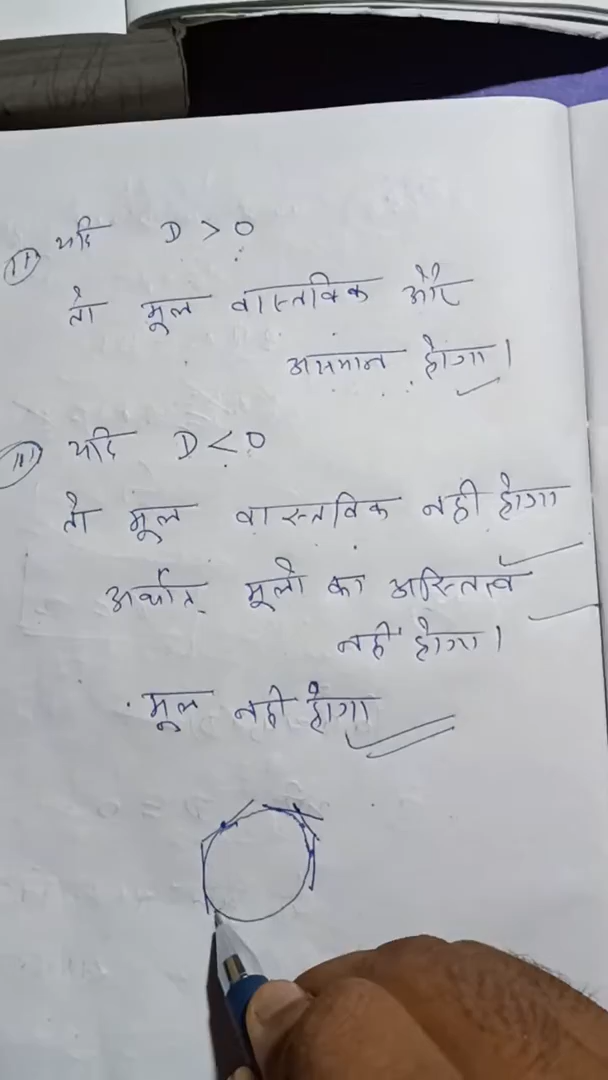 (ii) यदि D > 0
तो मूल वास्तविक और
असमान होगा।
(iii) यदि D < 0
तो मूल वास्तविक नही होगा
अर्थात् मूलो का अस्तित्व
नही होगा।
मूल नही होगा